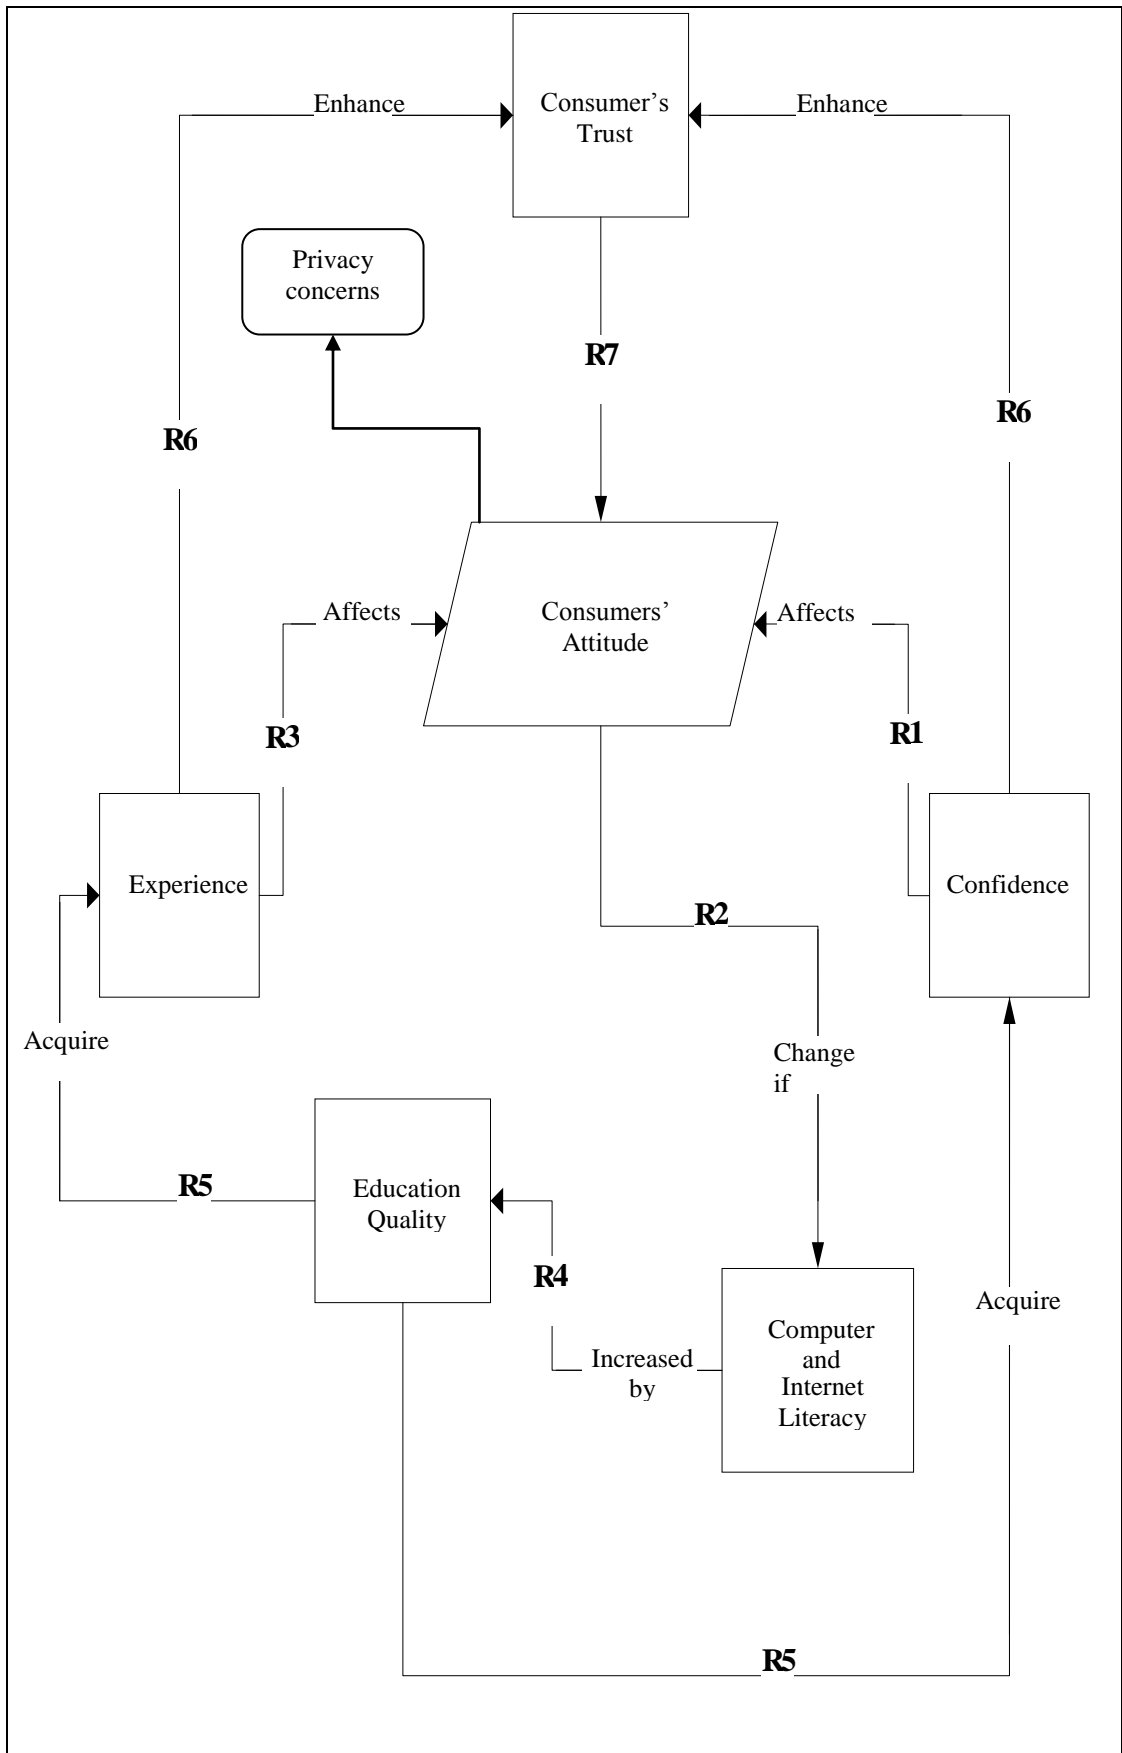 Enhance
Consumer’s
Trust
Enhance
Privacy
concerns
R7
R6
R6
Affects
Consumers’
Attitude
Affects
R3
R1
Experience
R2
Confidence
Acquire
Change
if
R5
Education
Quality
R4
Acquire
Increased
by
Computer
and
Internet
Literacy
R5